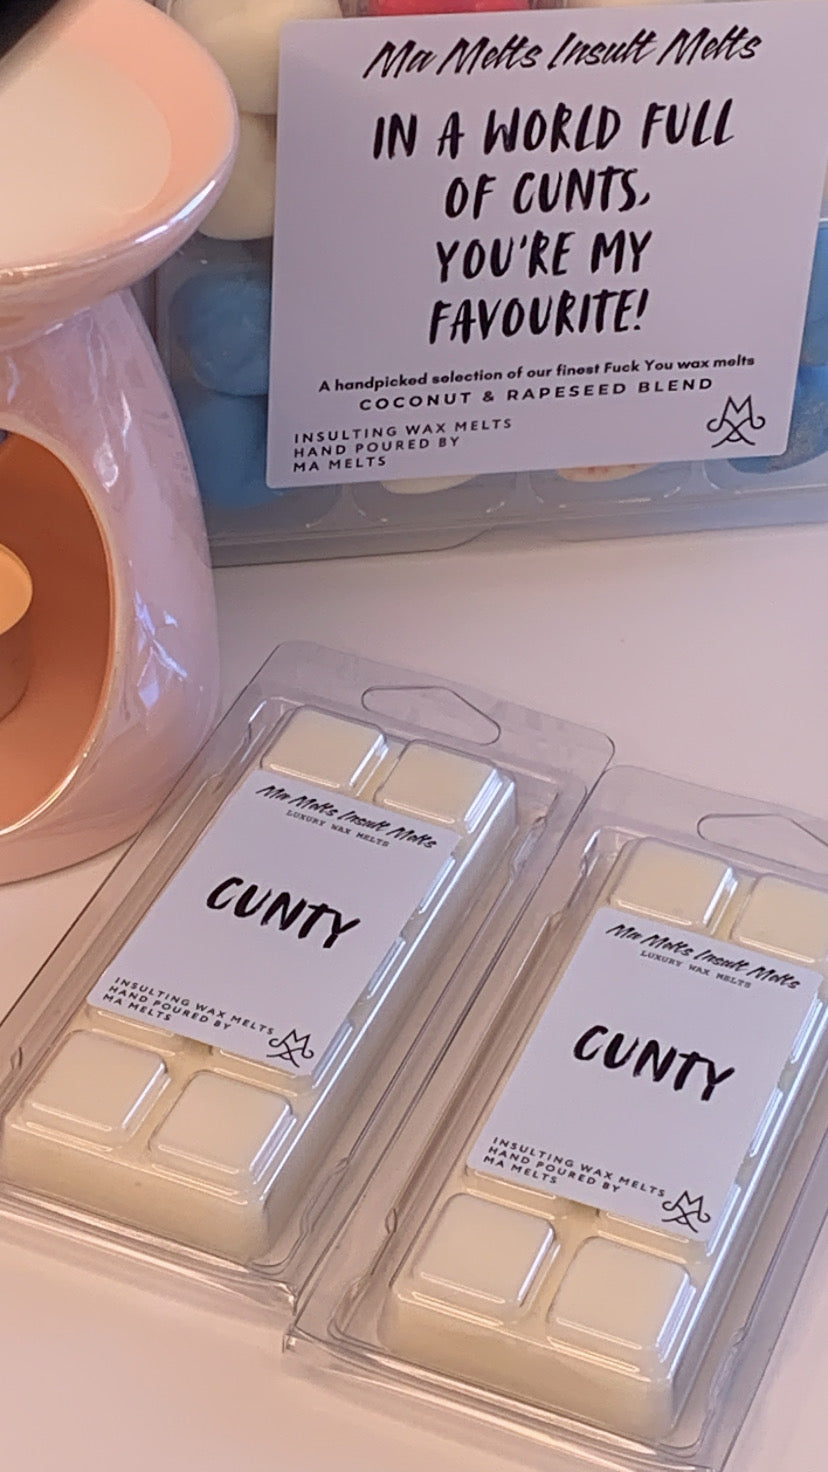 Ma Melts Insult Melts
IN A WORLD FULL
OF CUNTS,
YOU'RE MY
FAVOURITE!
A handpicked selection of our finest Fuck You wax melts
COCONUT & RAPESEED BLEND
INSULTING WAX MELTS
HAND POURED BY
MA MELTS
Ma Melts Insult Melts
LUXURY WAX MELTS
CUNTY
INSULTING WAX MELTS
HAND POURED BY
MA MELTS
Ma Melts Insult Melts
LUXURY WAX MELTS
CUNTY
INSULTING WAX MELTS
HAND POURED BY
MA MELTS